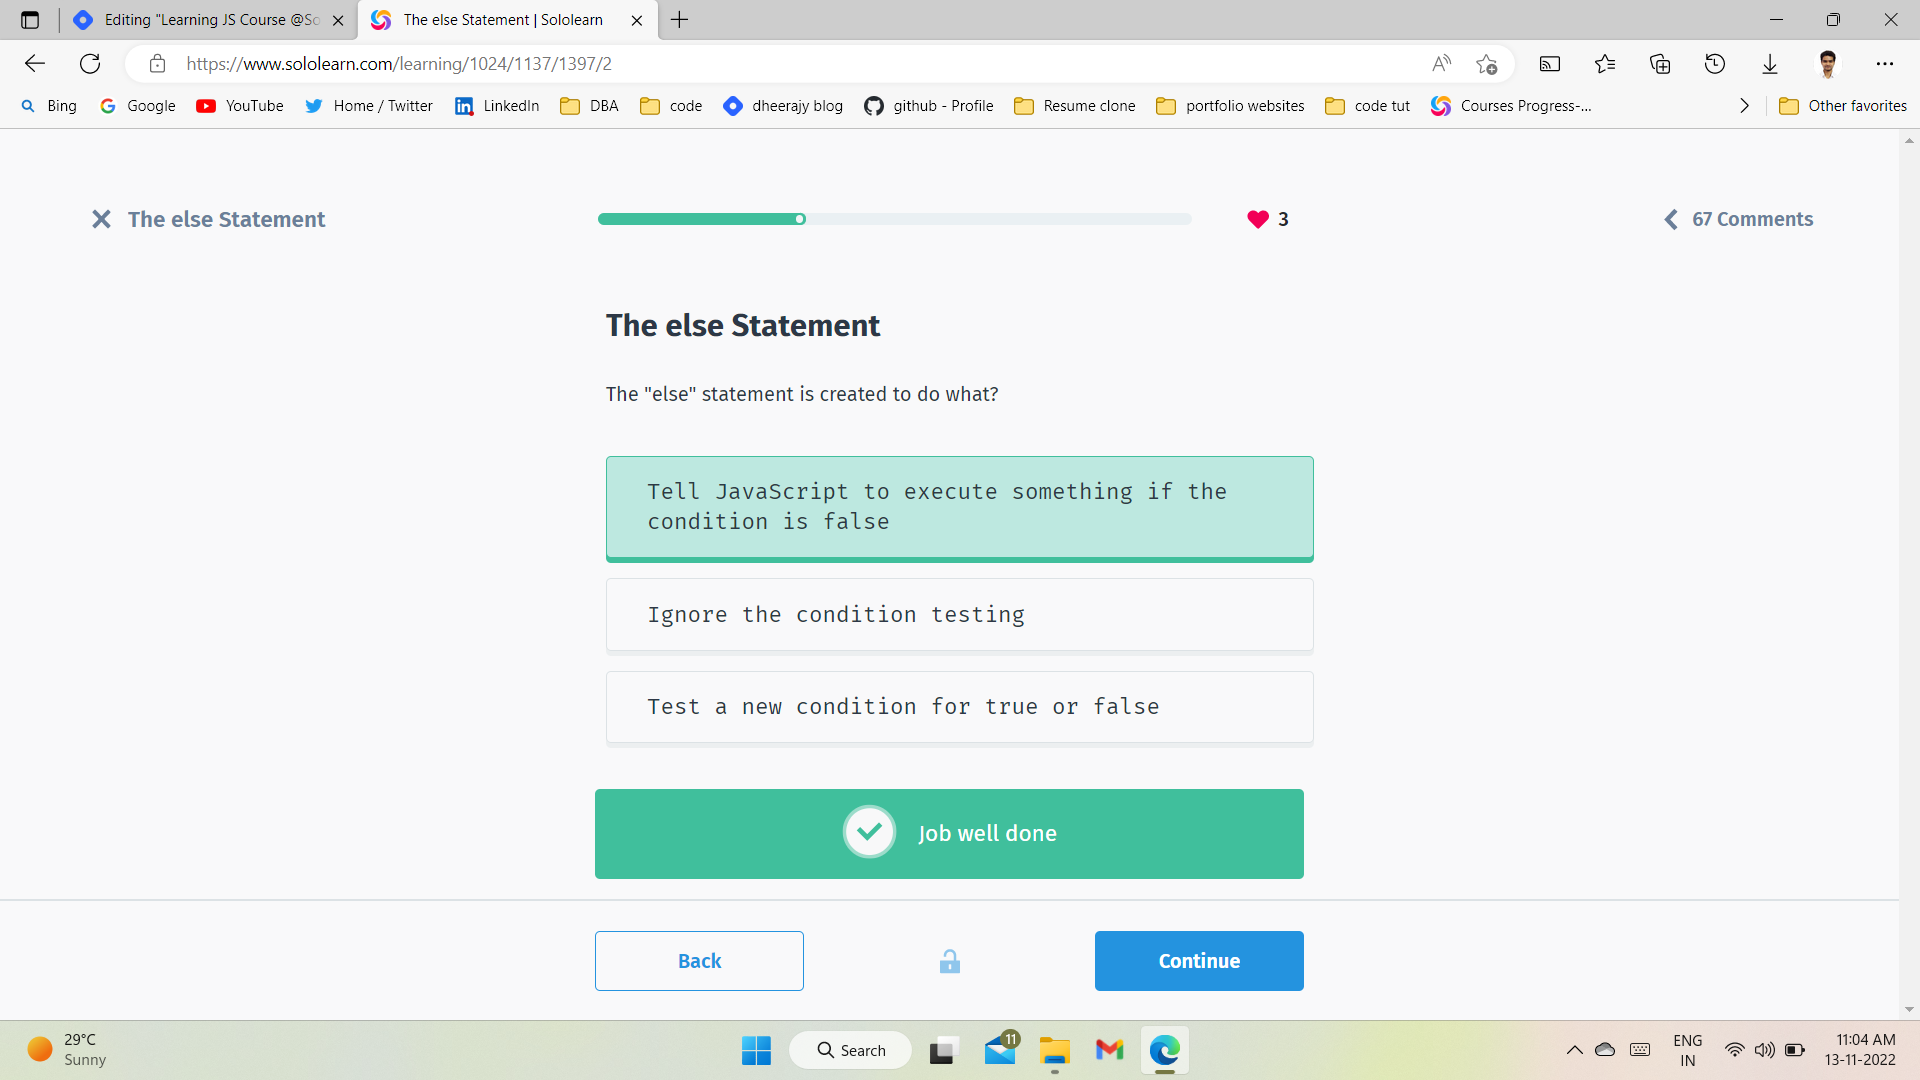 Editing "Learning JS Course @So
The else Statement | Sololearn
https://www.sololearn.com/learning/1024/1137/1397/2
Bing
Google
YouTube
Home / Twitter
LinkedIn
DBA
code
dheerajy blog
github - Profile
Resume clone
portfolio websites
code tut
Courses Progress-...
Other favorites
The else Statement
3
67 Comments
The else Statement
The "else" statement is created to do what?
Tell JavaScript to execute something if the
condition is false
Ignore the condition testing
Test a new condition for true or false
Job well done
Back
Continue
29°C
Sunny
Search
11
ENG
IN
11:04 AM
13-11-2022